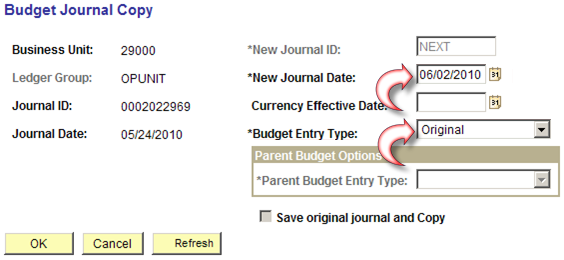 Budget Journal Copy
Business Unit: 29000 *New Journal ID: NEXT
Ledger Group: OPUNIT *New Journal Date: 06/02/2010 31
Journal ID: 0002022969 Currency Effective Date: 31
Journal Date: 05/24/2010 *Budget Entry Type: Original
Parent Budget Options
*Parent Budget Entry Type:
Save original journal and Copy
OK Cancel Refresh